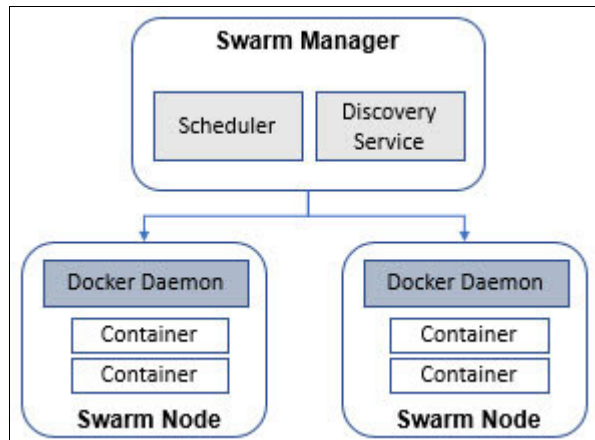 Swarm Manager
Scheduler
Discovery
Service
Docker Daemon
Container
Container
Swarm Node
Docker Daemon
Container
Container
Swarm Node